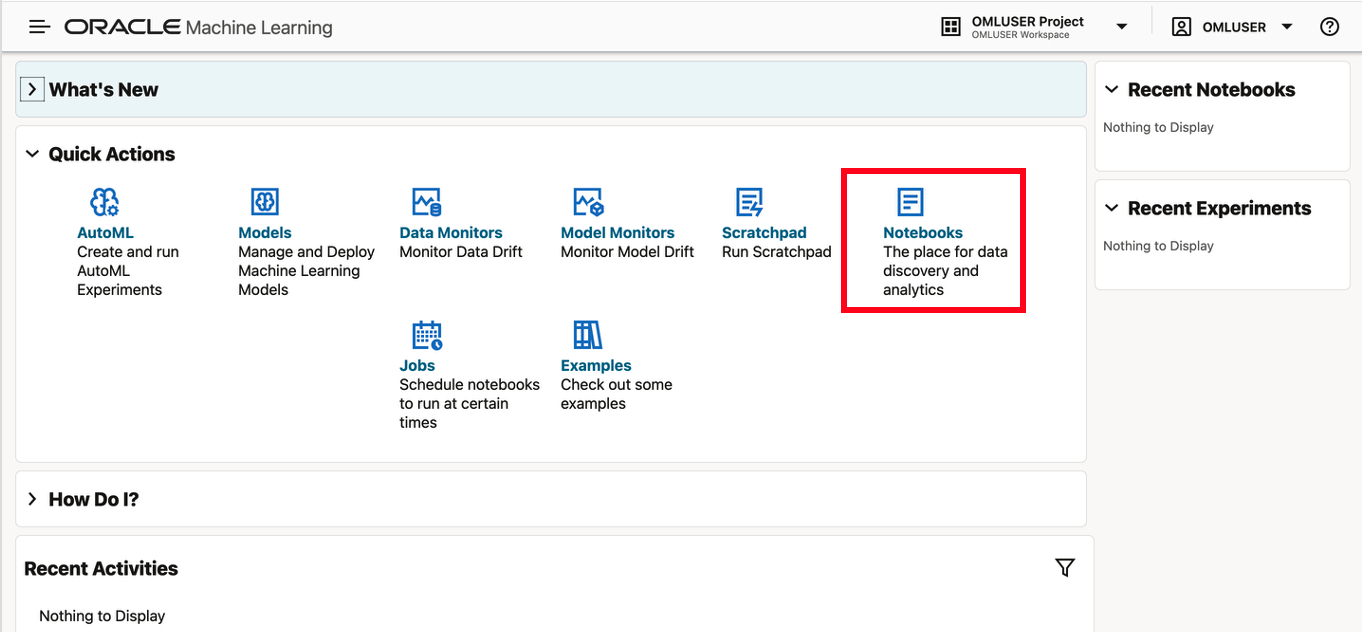 ORACLE Machine Learning
OMLUSER Project
OMLUSER Workspace
OMLUSER
What's New
Quick Actions
AutoML
Create and run
AutoML
Experiments
Models
Manage and Deploy
Machine Learning
Models
Data Monitors
Monitor Data Drift
Model Monitors
Monitor Model Drift
Scratchpad
Run Scratchpad
Notebooks
The place for data
discovery and
analytics
Jobs
Schedule notebooks
to run at certain
times
Examples
Check out some
examples
How Do I?
Recent Activities
Nothing to Display
Recent Notebooks
Nothing to Display
Recent Experiments
Nothing to Display